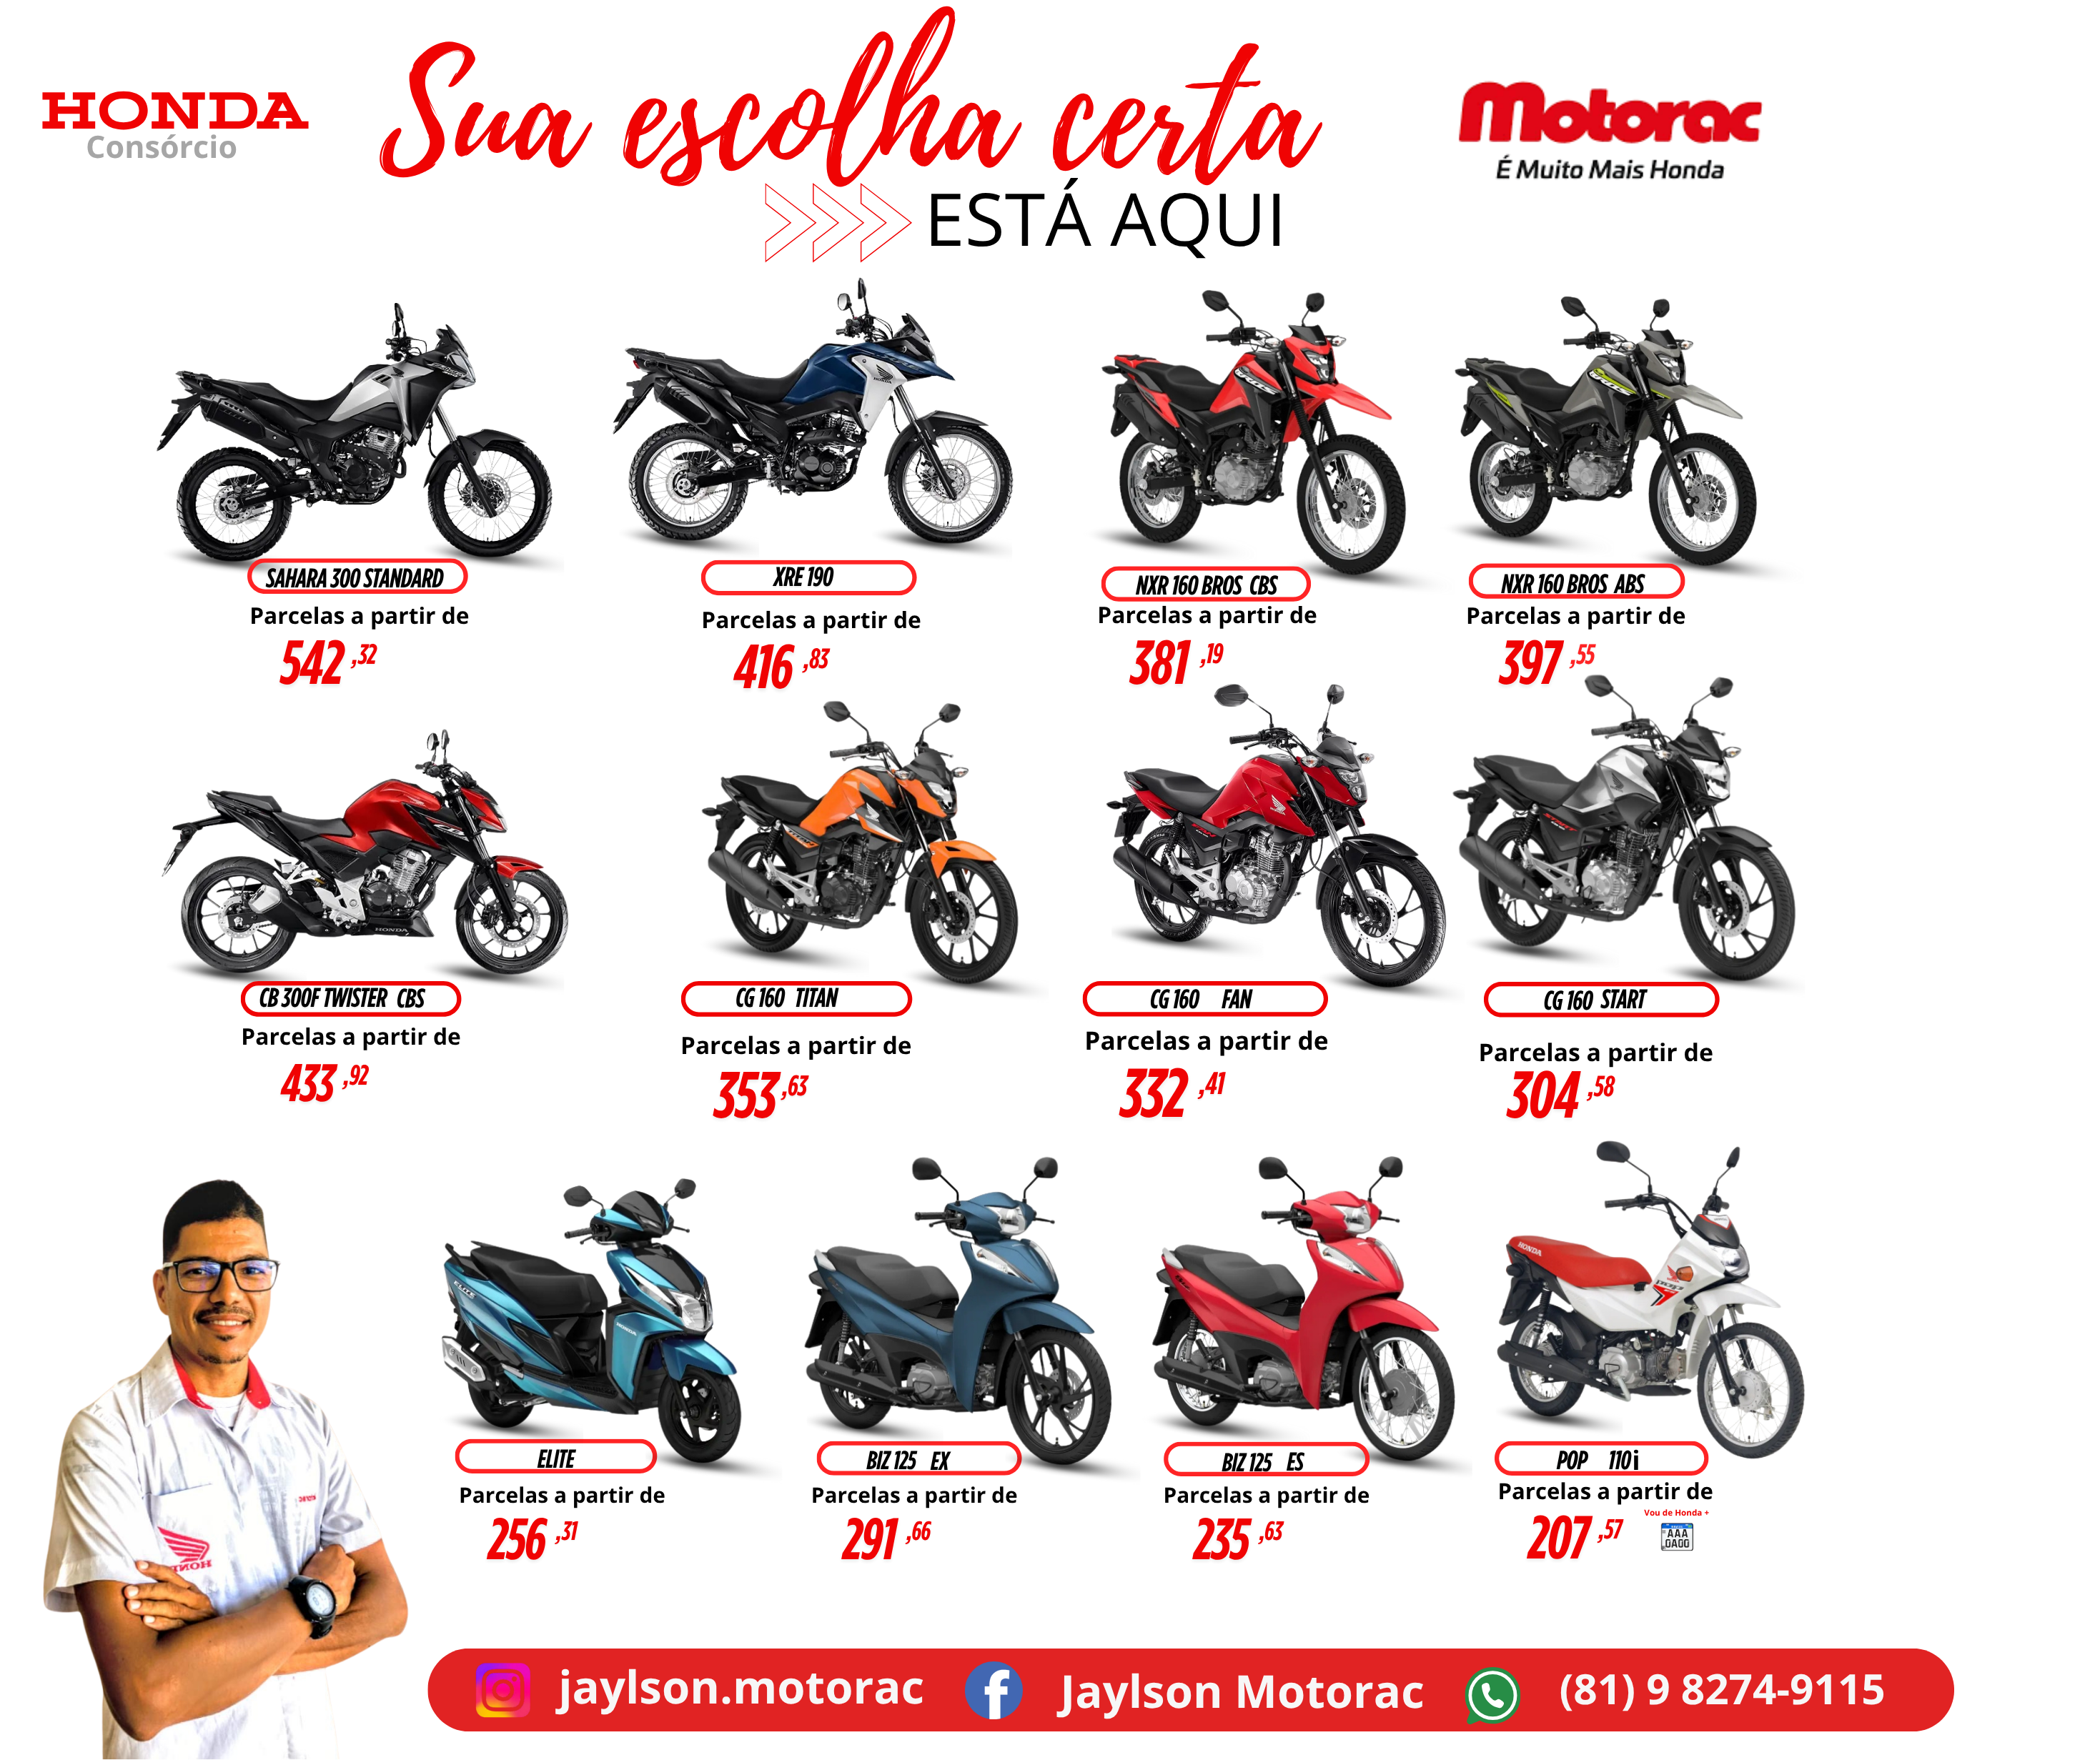 HONDA
Consórcio
Sua escolha certa
ESTÁ AQUI
Motorac
É Muito Mais Honda
SAHARA 300 STANDARD
Parcelas a partir de
542 ,32
XRE 190
Parcelas a partir de
416 ,83
NXR 160 BROS CBS
Parcelas a partir de
381 ,19
NXR 160 BROS ABS
Parcelas a partir de
397 ,55
HONDA
CB 300F TWISTER CBS
Parcelas a partir de
433 ,92
CG 160 TITAN
Parcelas a partir de
353 ,63
CG 160 FAN
Parcelas a partir de
332 ,41
CG 160 START
Parcelas a partir de
304 ,58
ELITE
HONDA
ELITE
Parcelas a partir de
256 ,31
BIZ 125 EX
Parcelas a partir de
291 ,66
BIZ 125 ES
Parcelas a partir de
235 ,63
HONDA
POP 110i
Parcelas a partir de
207 ,57
Vou de Honda +
AAA
0A00
jaylson.motorac
Jaylson Motorac
(81) 9 8274-9115